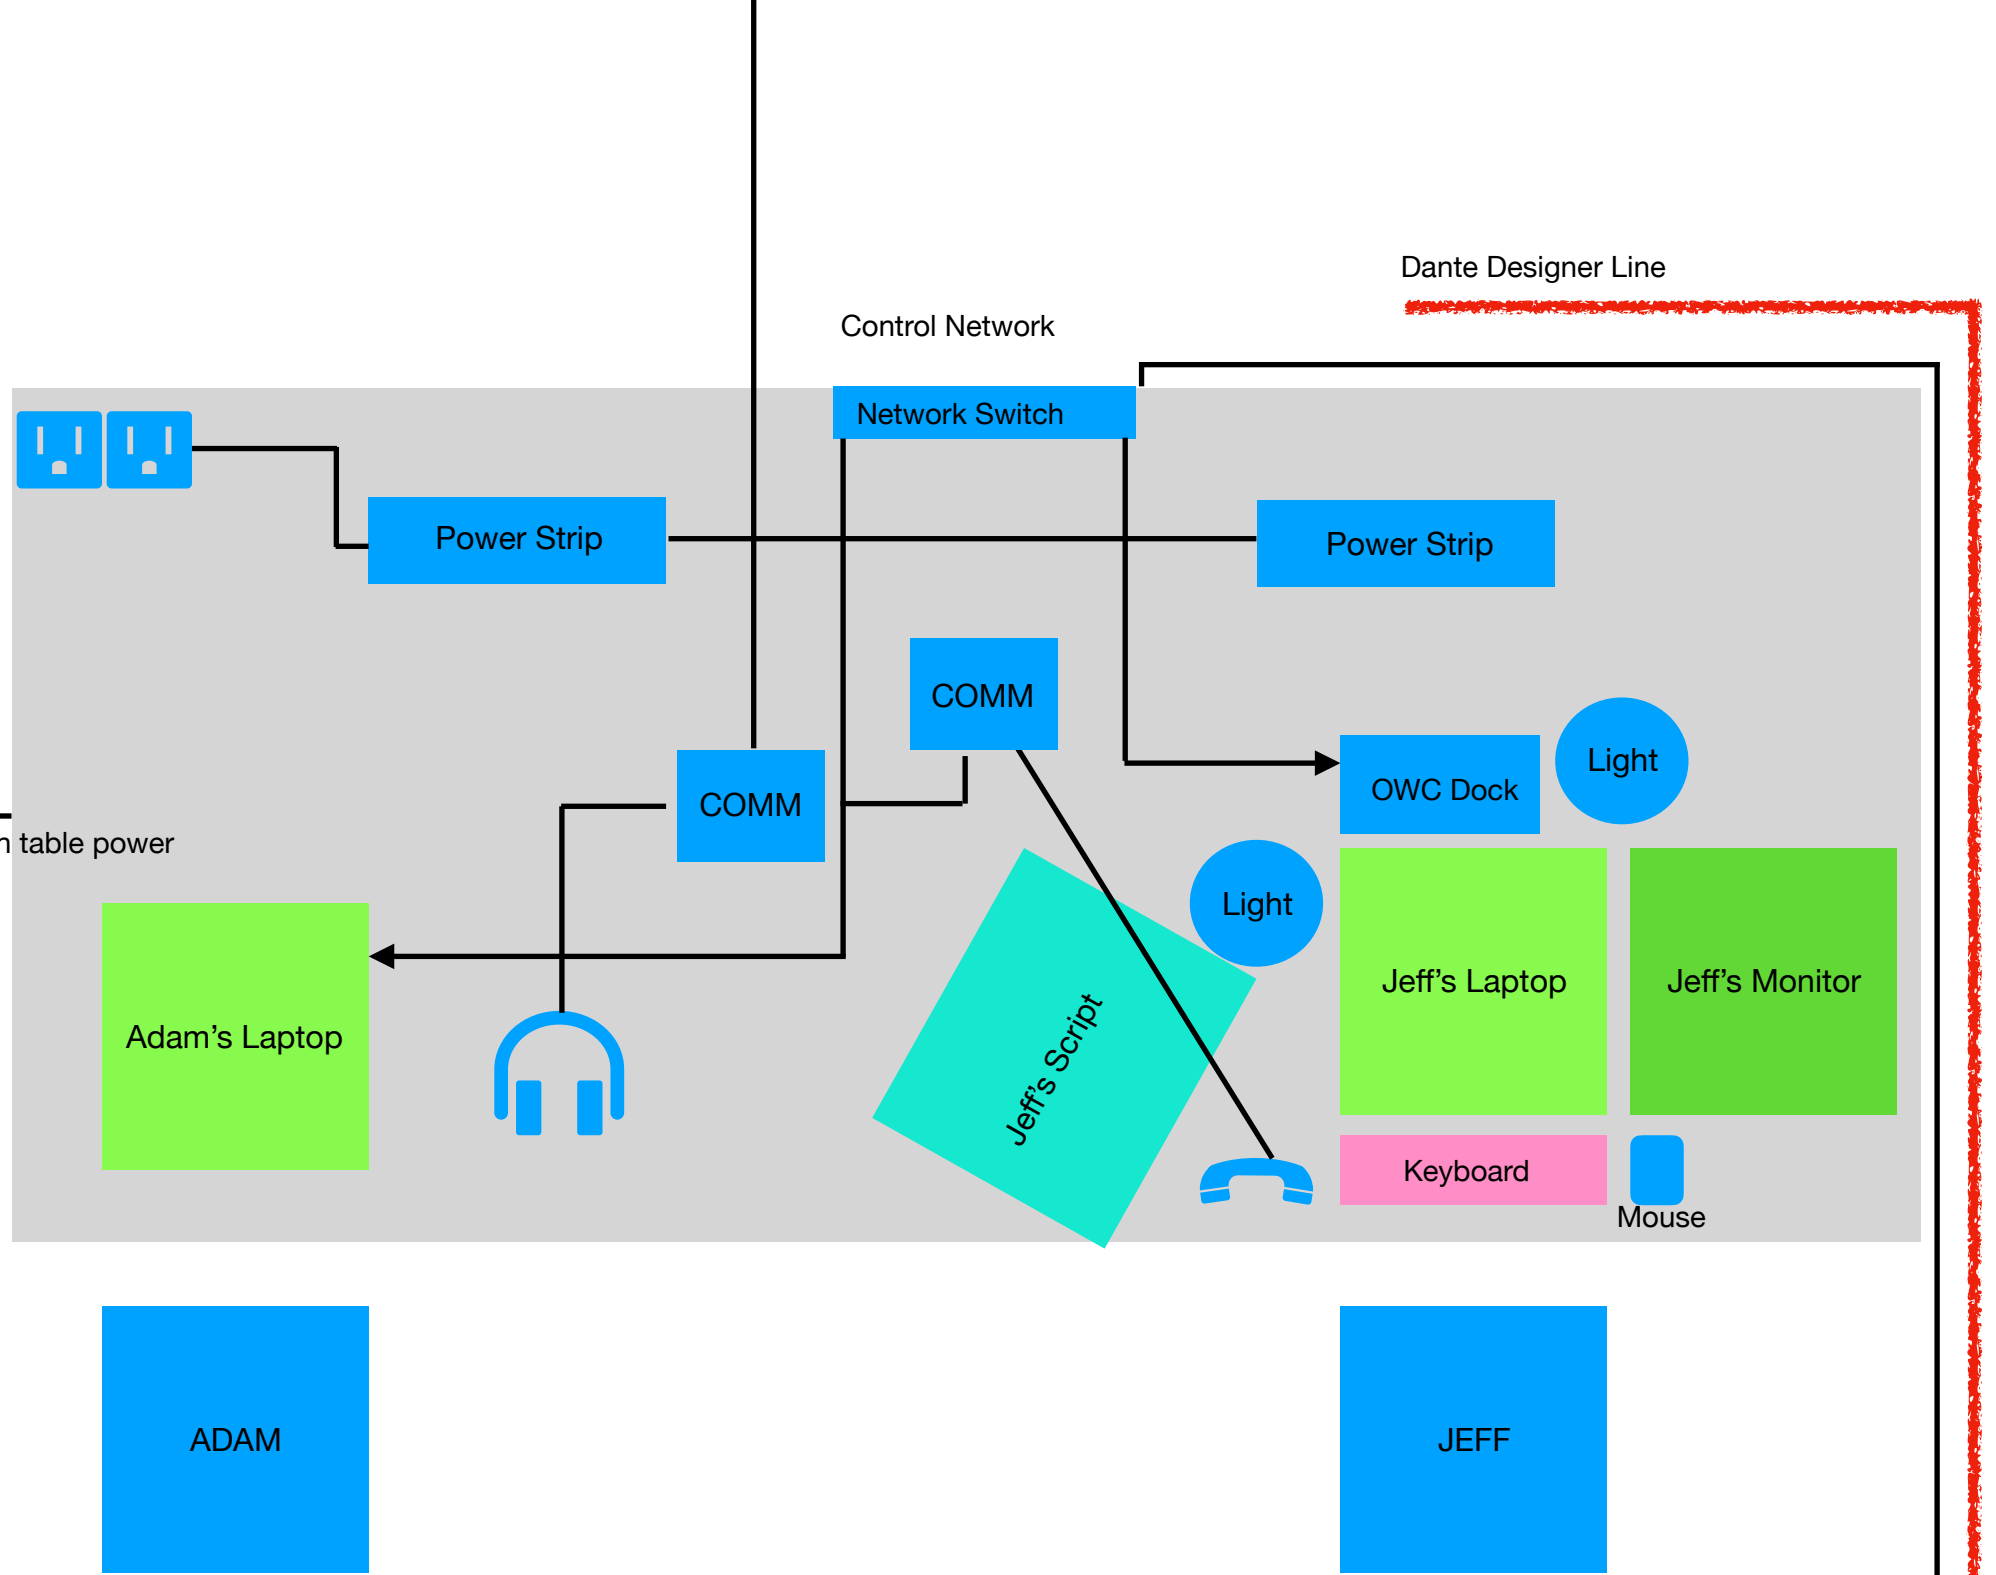 Dante Designer Line
Control Network
Network Switch
Power Strip
Power Strip
COMM
COMM
OWC Dock
Light
Light
table power
Adam’s Laptop
Jeff’s Script
Jeff’s Laptop
Jeff’s Monitor
Keyboard
Mouse
ADAM
JEFF